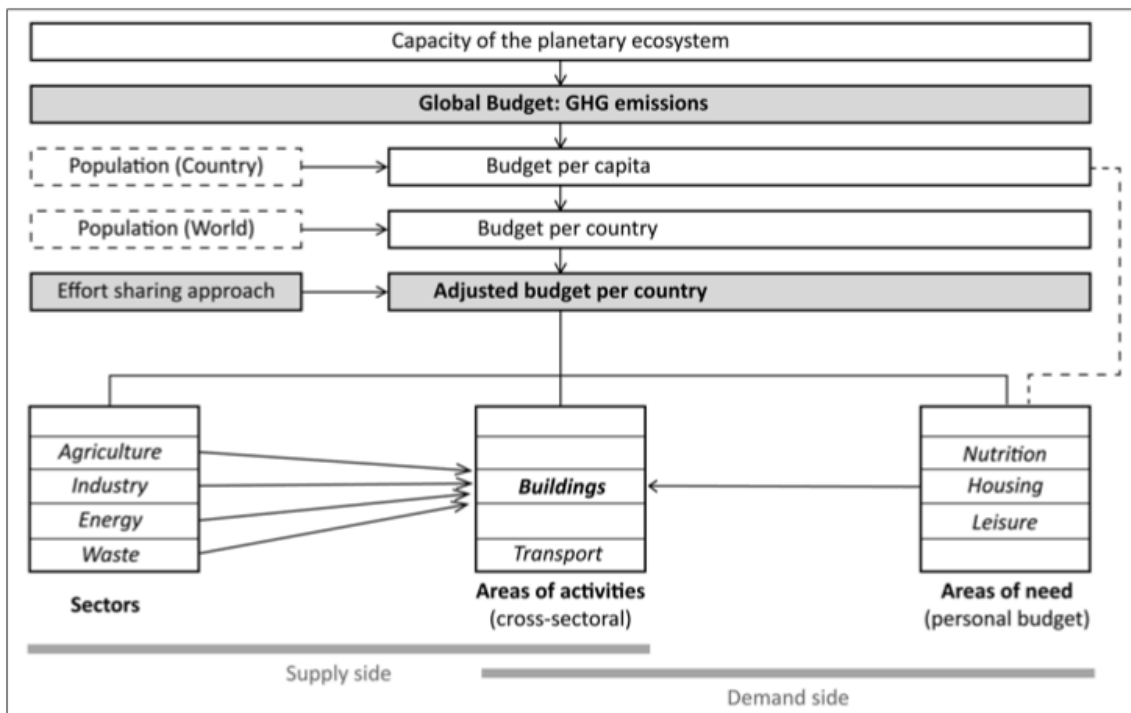 Capacity of the planetary ecosystem
Global Budget: GHG emissions
Population (Country)
Budget per capita
Population (World)
Budget per country
Effort sharing approach
Adjusted budget per country
Agriculture
Industry
Energy
Waste
Sectors
Buildings
Transport
Areas of activities
(cross-sectoral)
Nutrition
Housing
Leisure
Areas of need
(personal budget)
Supply side
Demand side